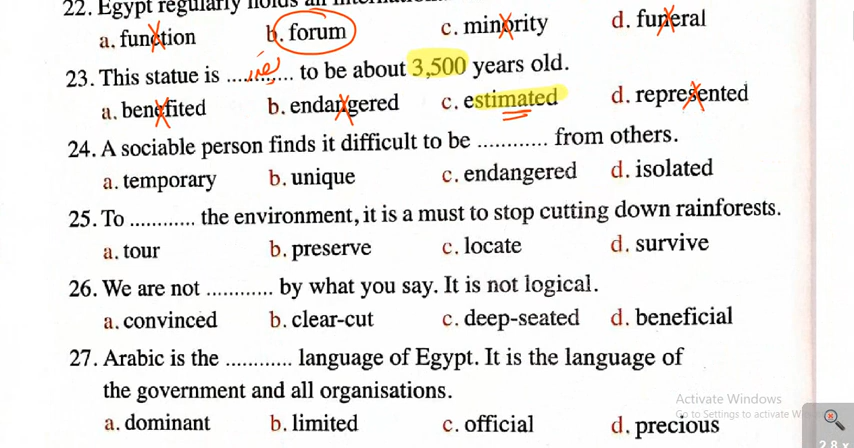 22. Egypt regularly holds an
a. function b. forum c. minority d. funeral
23. This statue is ............ to be about 3,500 years old.
a. benefited b. endangered c. estimated d. represented
24. A sociable person finds it difficult to be ............ from others.
a. temporary b. unique c. endangered d. isolated
25. To ............ the environment, it is a must to stop cutting down rainforests.
a. tour b. preserve c. locate d. survive
26. We are not ............ by what you say. It is not logical.
a. convinced b. clear-cut c. deep-seated d. beneficial
27. Arabic is the ............ language of Egypt. It is the language of
the government and all organisations.
a. dominant b. limited c. official d. precious
Activate Windows
Go to Settings to activate W
2.8 x